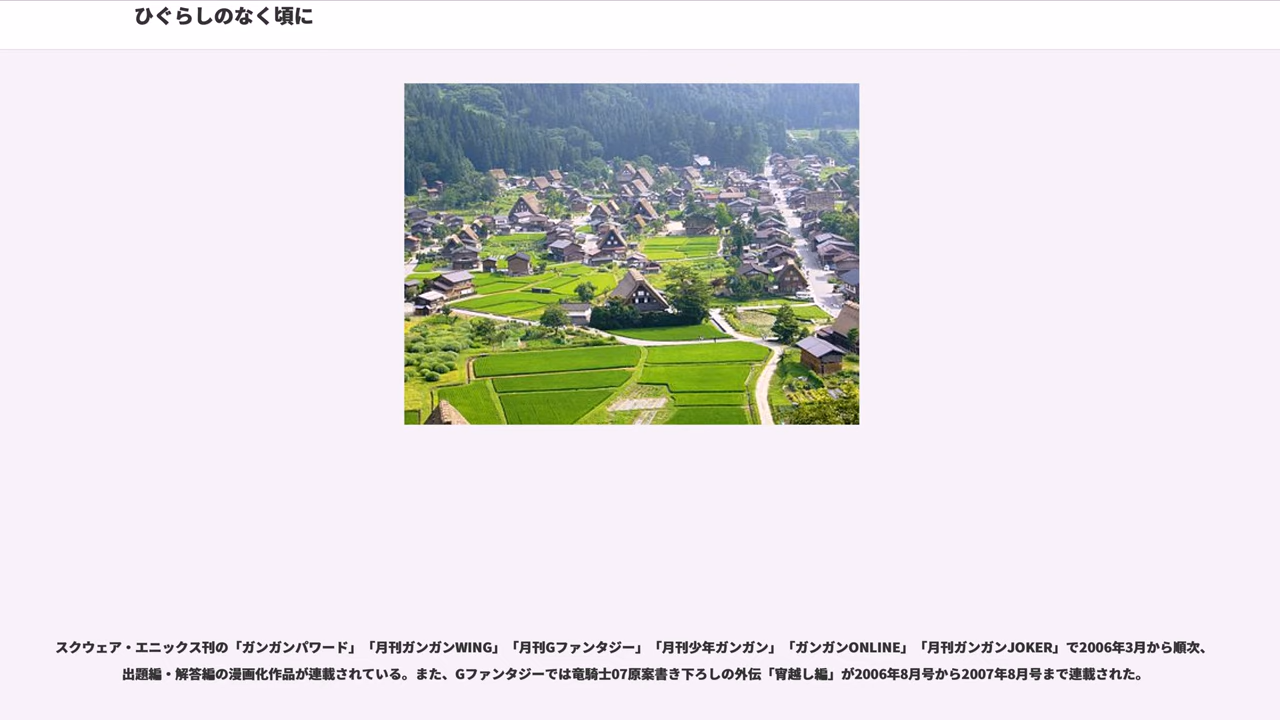 ひぐらしのなく頃に
スクウェア・エニックス刊の「ガンガンパワード」「月刊ガンガンWING」「月刊Gファンタジー」「月刊少年ガンガン」「ガンガンONLINE」「月刊ガンガンJOKER」で2006年3月から順次、
出題編・解答編の漫画化作品が連載されている。また、Gファンタジーでは竜騎士07原案書き下ろしの外伝「宵越し編」が2006年8月号から2007年8月号まで連載された。